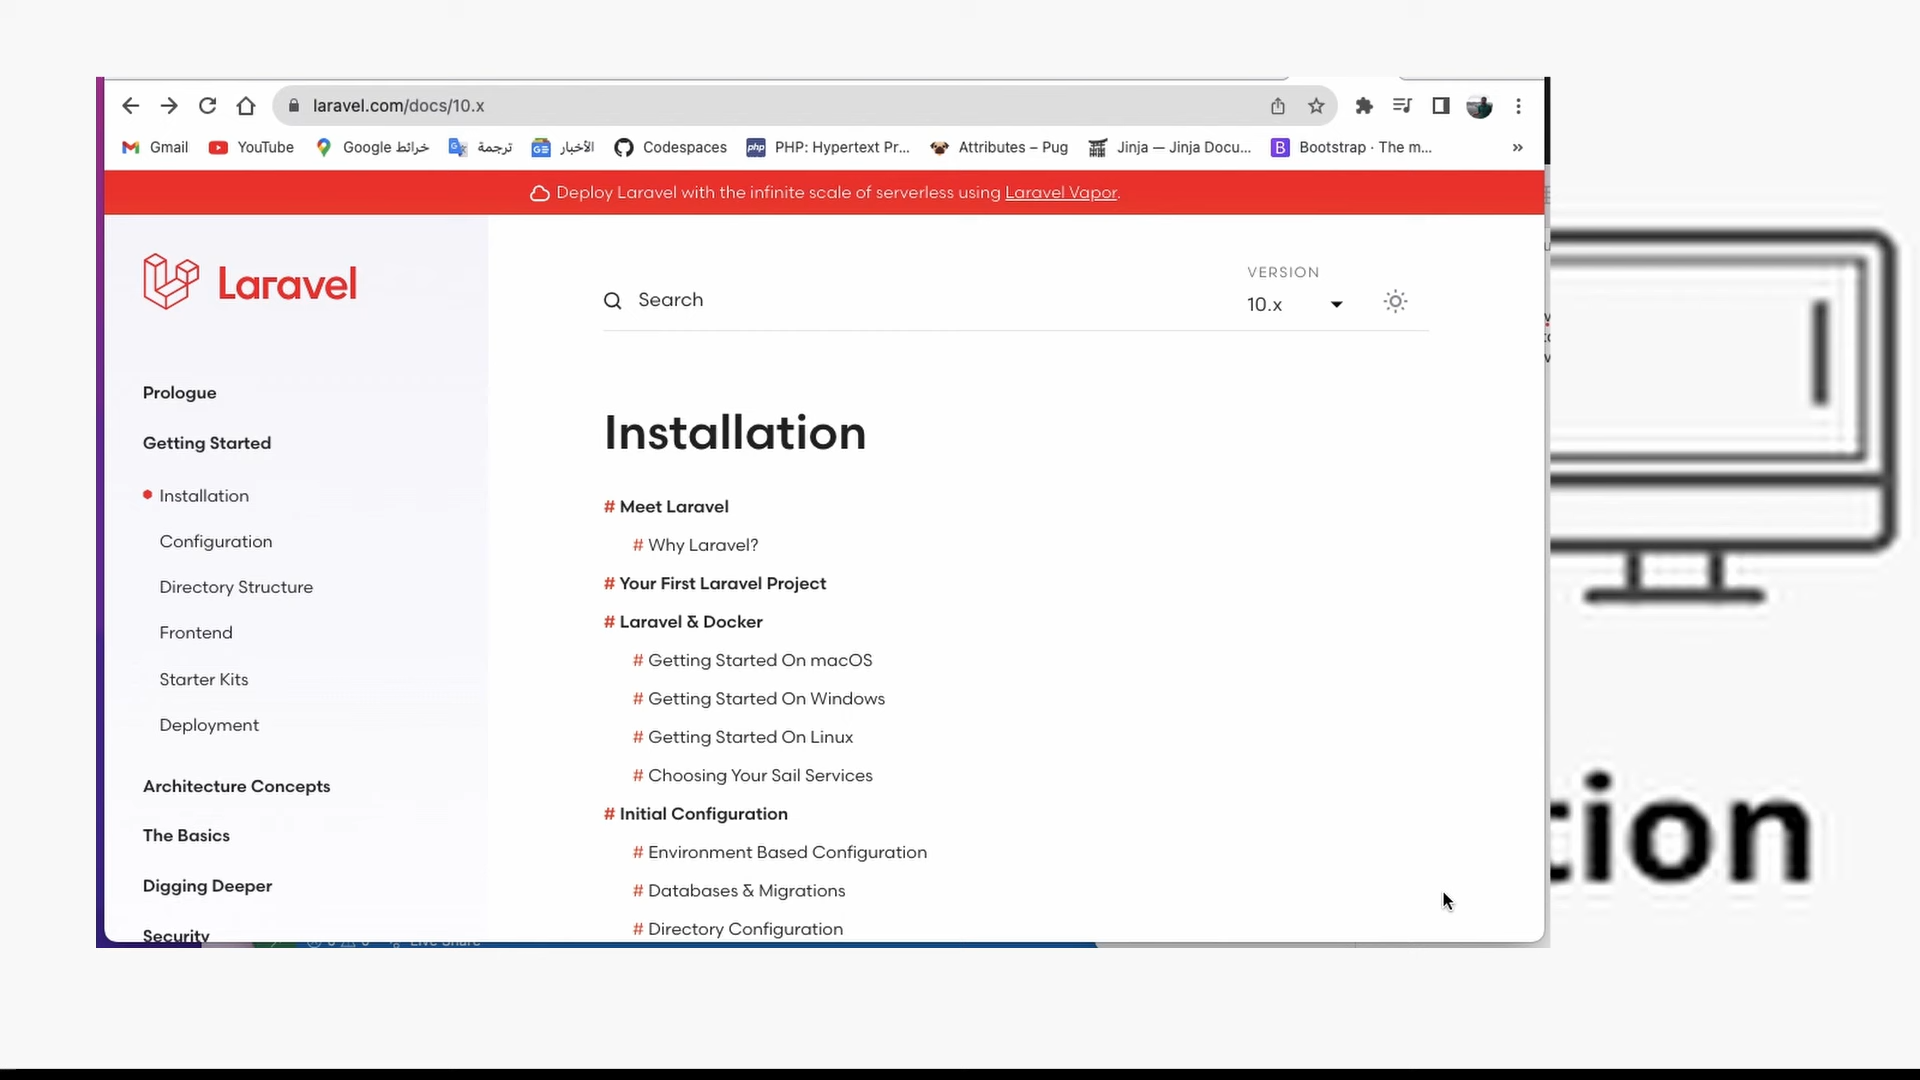 laravel.com/docs/10.x
Gmail YouTube Google خرائط ترجمة الأخبار Codespaces PHP: Hypertext Pr... Attributes – Pug Jinja — Jinja Docu... Bootstrap · The m... »
Deploy Laravel with the infinite scale of serverless using Laravel Vapor.
Laravel
VERSION
Search
10.x
Prologue
Getting Started
Installation
Configuration
Directory Structure
Frontend
Starter Kits
Deployment
Architecture Concepts
The Basics
Digging Deeper
Security
Installation
# Meet Laravel
# Why Laravel?
# Your First Laravel Project
# Laravel & Docker
# Getting Started On macOS
# Getting Started On Windows
# Getting Started On Linux
# Choosing Your Sail Services
# Initial Configuration
# Environment Based Configuration
# Databases & Migrations
# Directory Configuration
Live Share
tion